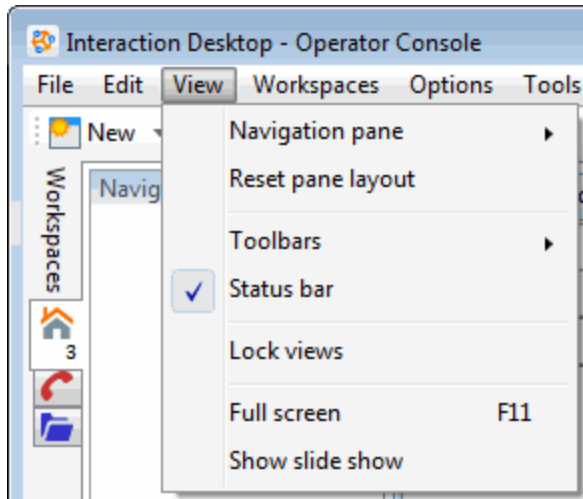 Interaction Desktop - Operator Console
File Edit View Workspaces Options Tools
New
Workspaces
Navig
Navigation pane
Reset pane layout
Toolbars
Status bar
Lock views
3
Full screen F11
Show slide show